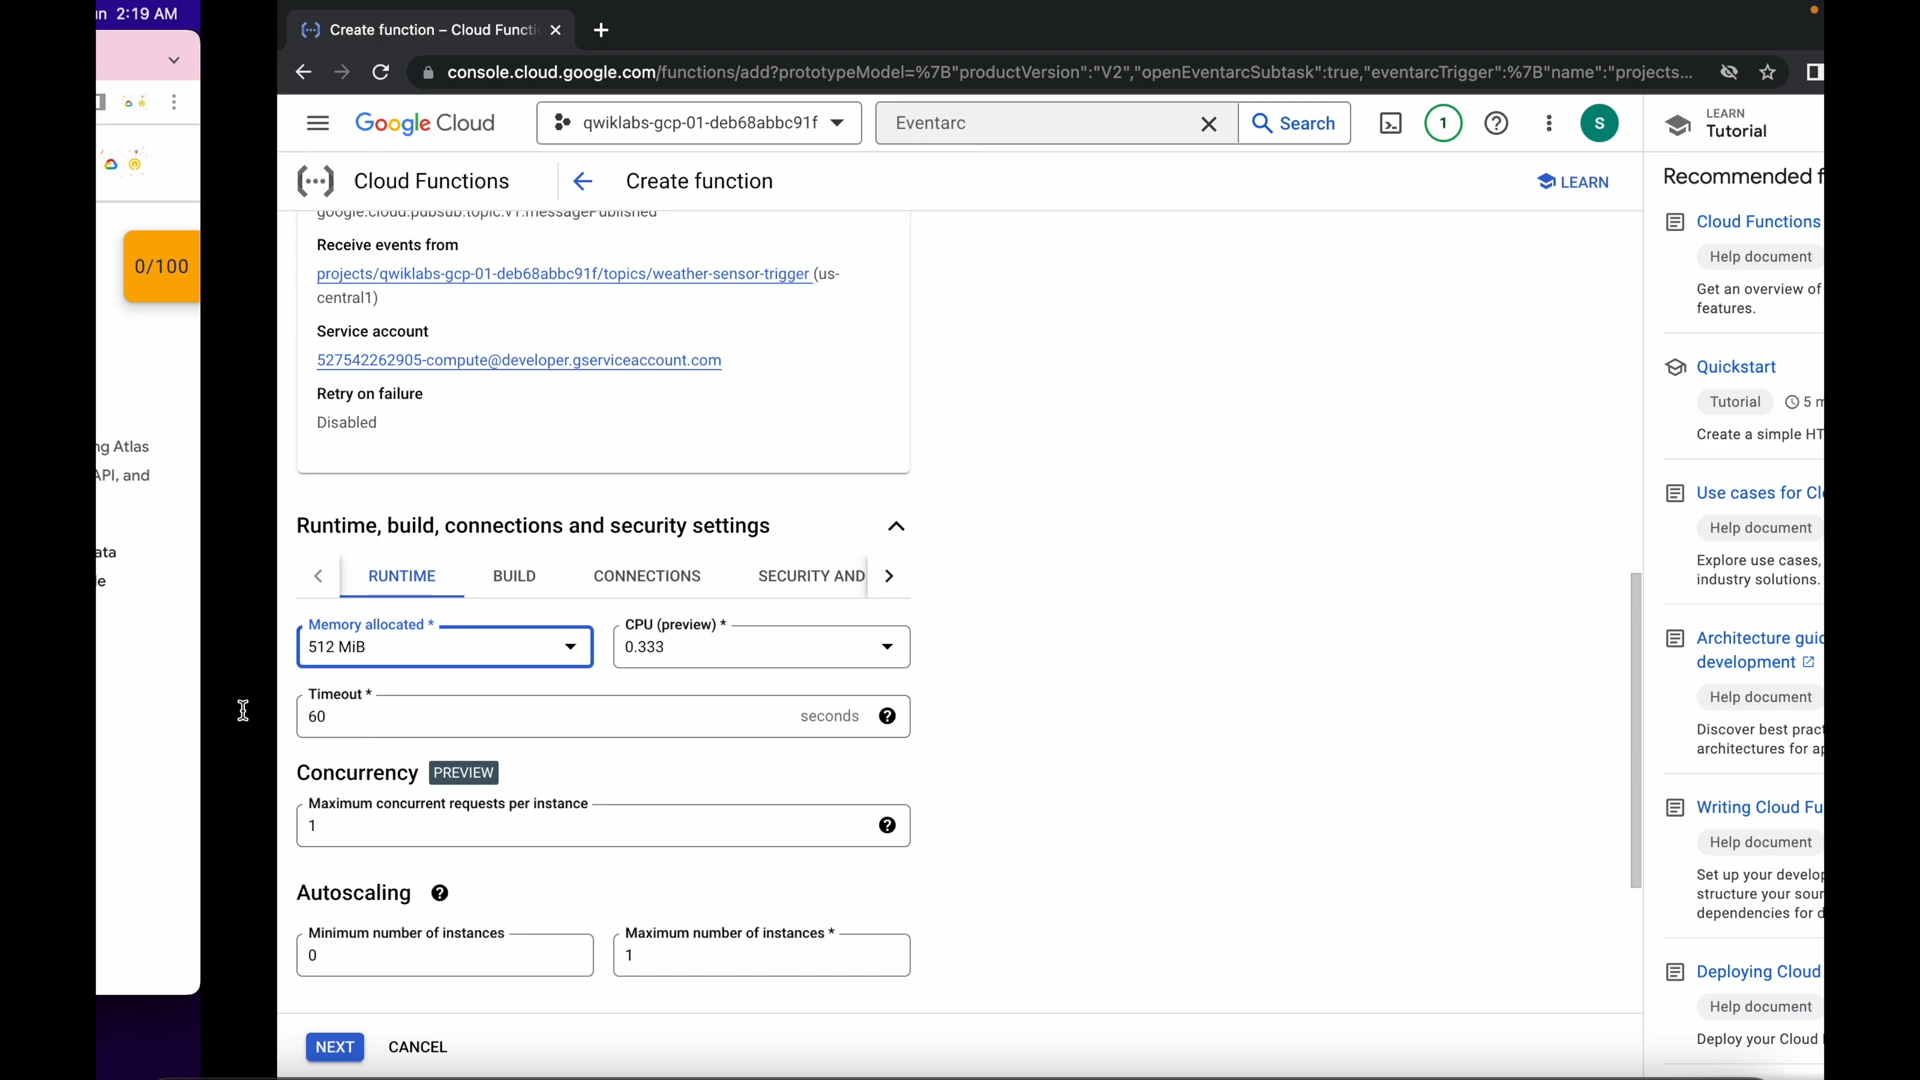 2:19 AM
0/100
ng Atlas
API, and
ata
le
Create function – Cloud Functi
console.cloud.google.com/functions/add?prototypeModel=%7B"productVersion":"V2","openEventarcSubtask":true,"eventarcTrigger":%7B"name":"projects...
Google Cloud
qwiklabs-gcp-01-deb68abbc91f
Eventarc
Search
1
S
LEARN
Tutorial
Cloud Functions
Create function
LEARN
google.cloud.pubsub.topic.v1.messagePublished
Receive events from
projects/qwiklabs-gcp-01-deb68abbc91f/topics/weather-sensor-trigger (us-
central1)
Service account
527542262905-compute@developer.gserviceaccount.com
Retry on failure
Disabled
Runtime, build, connections and security settings
RUNTIME BUILD CONNECTIONS SECURITY AND
Memory allocated *
512 MiB
CPU (preview) *
0.333
Timeout *
60 seconds
Concurrency PREVIEW
Maximum concurrent requests per instance
1
Autoscaling
Minimum number of instances
0
Maximum number of instances *
1
NEXT CANCEL
Recommended f
Cloud Functions
Help document
Get an overview of
features.
Quickstart
Tutorial 5 m
Create a simple HT
Use cases for Cl
Help document
Explore use cases,
industry solutions.
Architecture guid
development
Help document
Discover best pract
architectures for ap
Writing Cloud Fu
Help document
Set up your develop
structure your sour
dependencies for d
Deploying Cloud
Help document
Deploy your Cloud